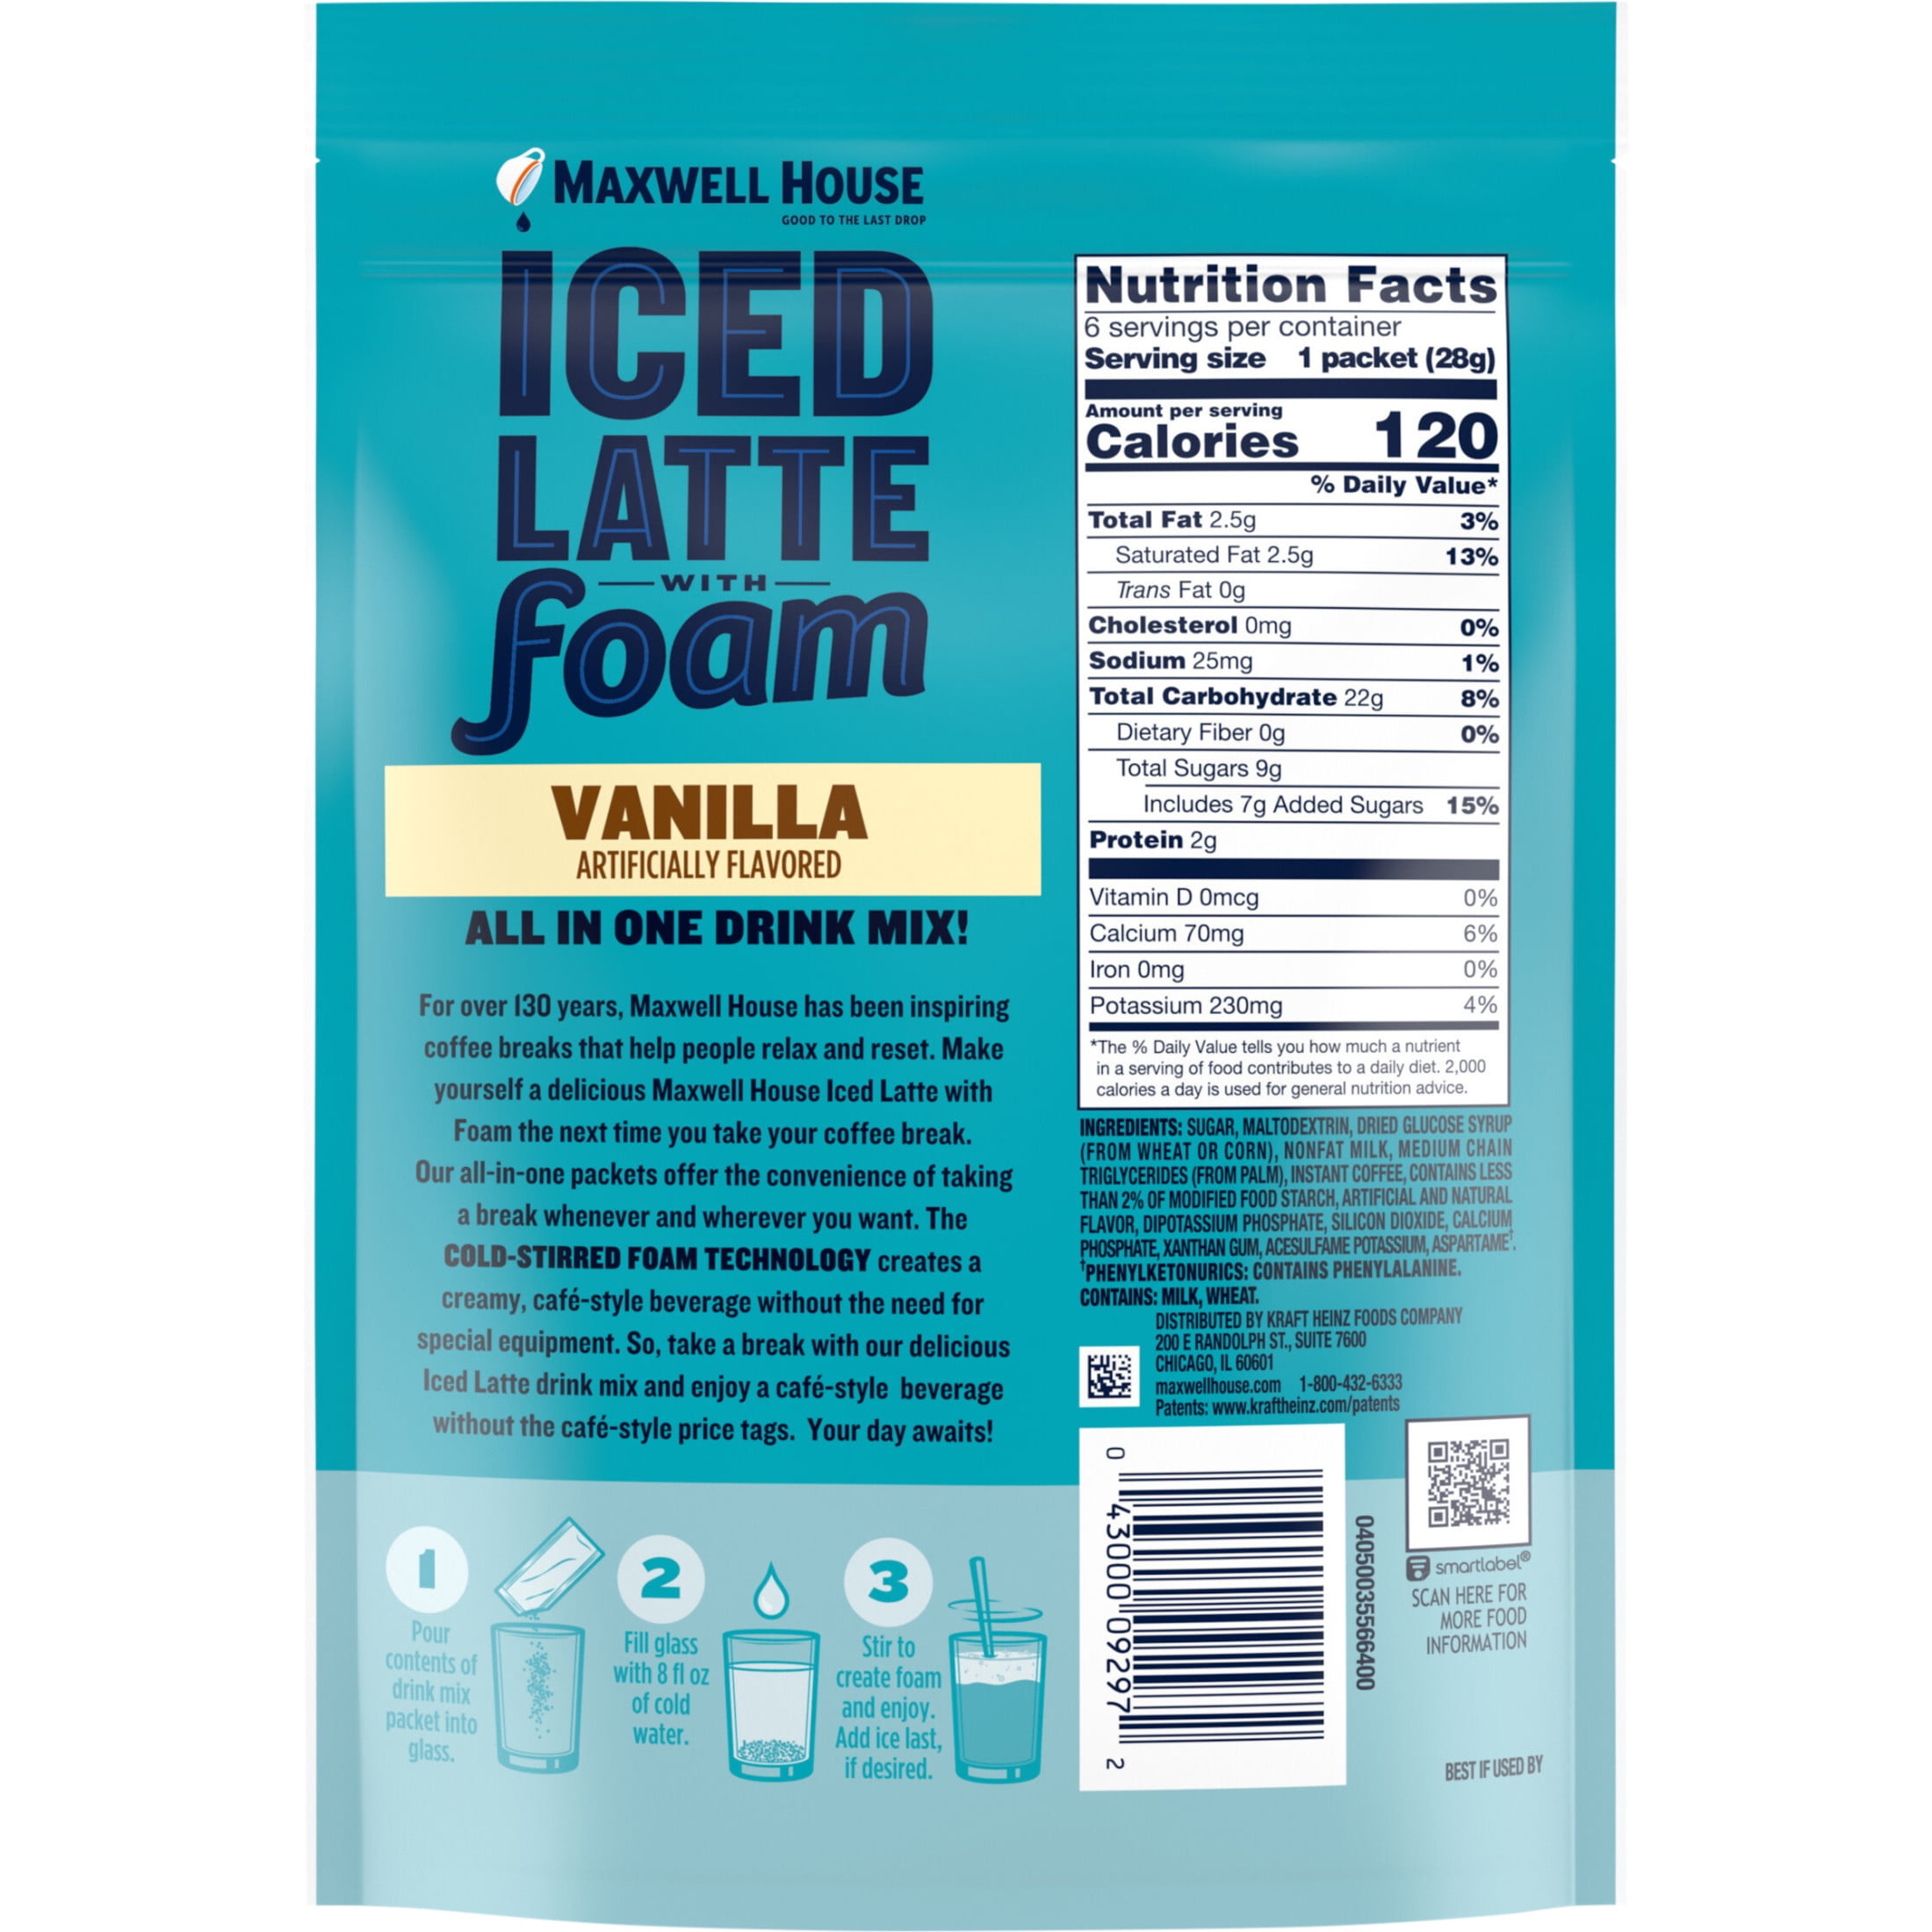 MAXWELL HOUSE
GOOD TO THE LAST DROP
ICED
LATTE
WITH
foam
VANILLA
ARTIFICIALLY FLAVORED
ALL IN ONE DRINK MIX!
For over 130 years, Maxwell House has been inspiring
coffee breaks that help people relax and reset. Make
yourself a delicious Maxwell House Iced Latte with
Foam the next time you take your coffee break.
Our all-in-one packets offer the convenience of taking
a break whenever and wherever you want. The
COLD-STIRRED FOAM TECHNOLOGY creates a
creamy, café-style beverage without the need for
special equipment. So, take a break with our delicious
Iced Latte drink mix and enjoy a café-style beverage
without the café-style price tags. Your day awaits!
1
Pour
contents of
drink mix
packet into
glass.
2
Fill glass
with 8 fl oz
of cold
water.
3
Stir to
create foam
and enjoy.
Add ice last,
if desired.
Nutrition Facts
6 servings per container
Serving size 1 packet (28g)
Amount per serving
Calories 120
% Daily Value*
Total Fat 2.5g 3%
Saturated Fat 2.5g 13%
Trans Fat 0g
Cholesterol 0mg 0%
Sodium 25mg 1%
Total Carbohydrate 22g 8%
Dietary Fiber 0g 0%
Total Sugars 9g
Includes 7g Added Sugars 15%
Protein 2g
Vitamin D 0mcg 0%
Calcium 70mg 6%
Iron 0mg 0%
Potassium 230mg 4%
*The % Daily Value tells you how much a nutrient
in a serving of food contributes to a daily diet. 2,000
calories a day is used for general nutrition advice.
INGREDIENTS: SUGAR, MALTODEXTRIN, DRIED GLUCOSE SYRUP
(FROM WHEAT OR CORN), NONFAT MILK, MEDIUM CHAIN
TRIGLYCERIDES (FROM PALM), INSTANT COFFEE, CONTAINS LESS
THAN 2% OF MODIFIED FOOD STARCH, ARTIFICIAL AND NATURAL
FLAVOR, DIPOTASSIUM PHOSPHATE, SILICON DIOXIDE, CALCIUM
PHOSPHATE, XANTHAN GUM, ACESULFAME POTASSIUM, ASPARTAME†.
†PHENYLKETONURICS: CONTAINS PHENYLALANINE.
CONTAINS: MILK, WHEAT.
DISTRIBUTED BY KRAFT HEINZ FOODS COMPANY
200 E RANDOLPH ST., SUITE 7600
CHICAGO, IL 60601
maxwellhouse.com 1-800-432-6333
Patents: www.kraftheinz.com/patents
0 43000 09297 2
04050035566400
smartlabel®
SCAN HERE FOR
MORE FOOD
INFORMATION
BEST IF USED BY